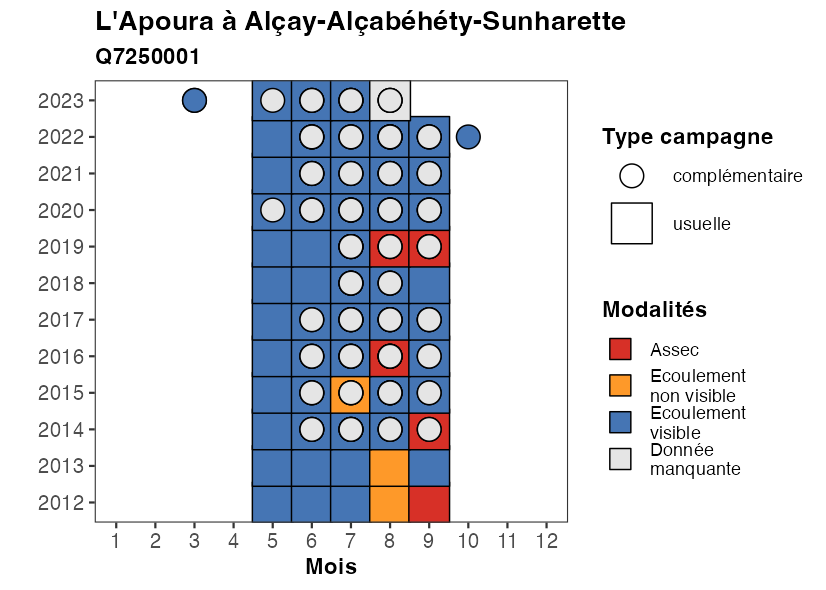 L'Apoura à Alçay-Alçabéhéty-Sunharette
Q7250001
2023
2022
2021
2020
2019
2018
2017
2016
2015
2014
2013
2012
1 2 3 4 5 6 7 8 9 10 11 12
Mois
Type campagne
complémentaire
usuelle
Modalités
Assec
Ecoulement
non visible
Ecoulement
visible
Donnée
manquante